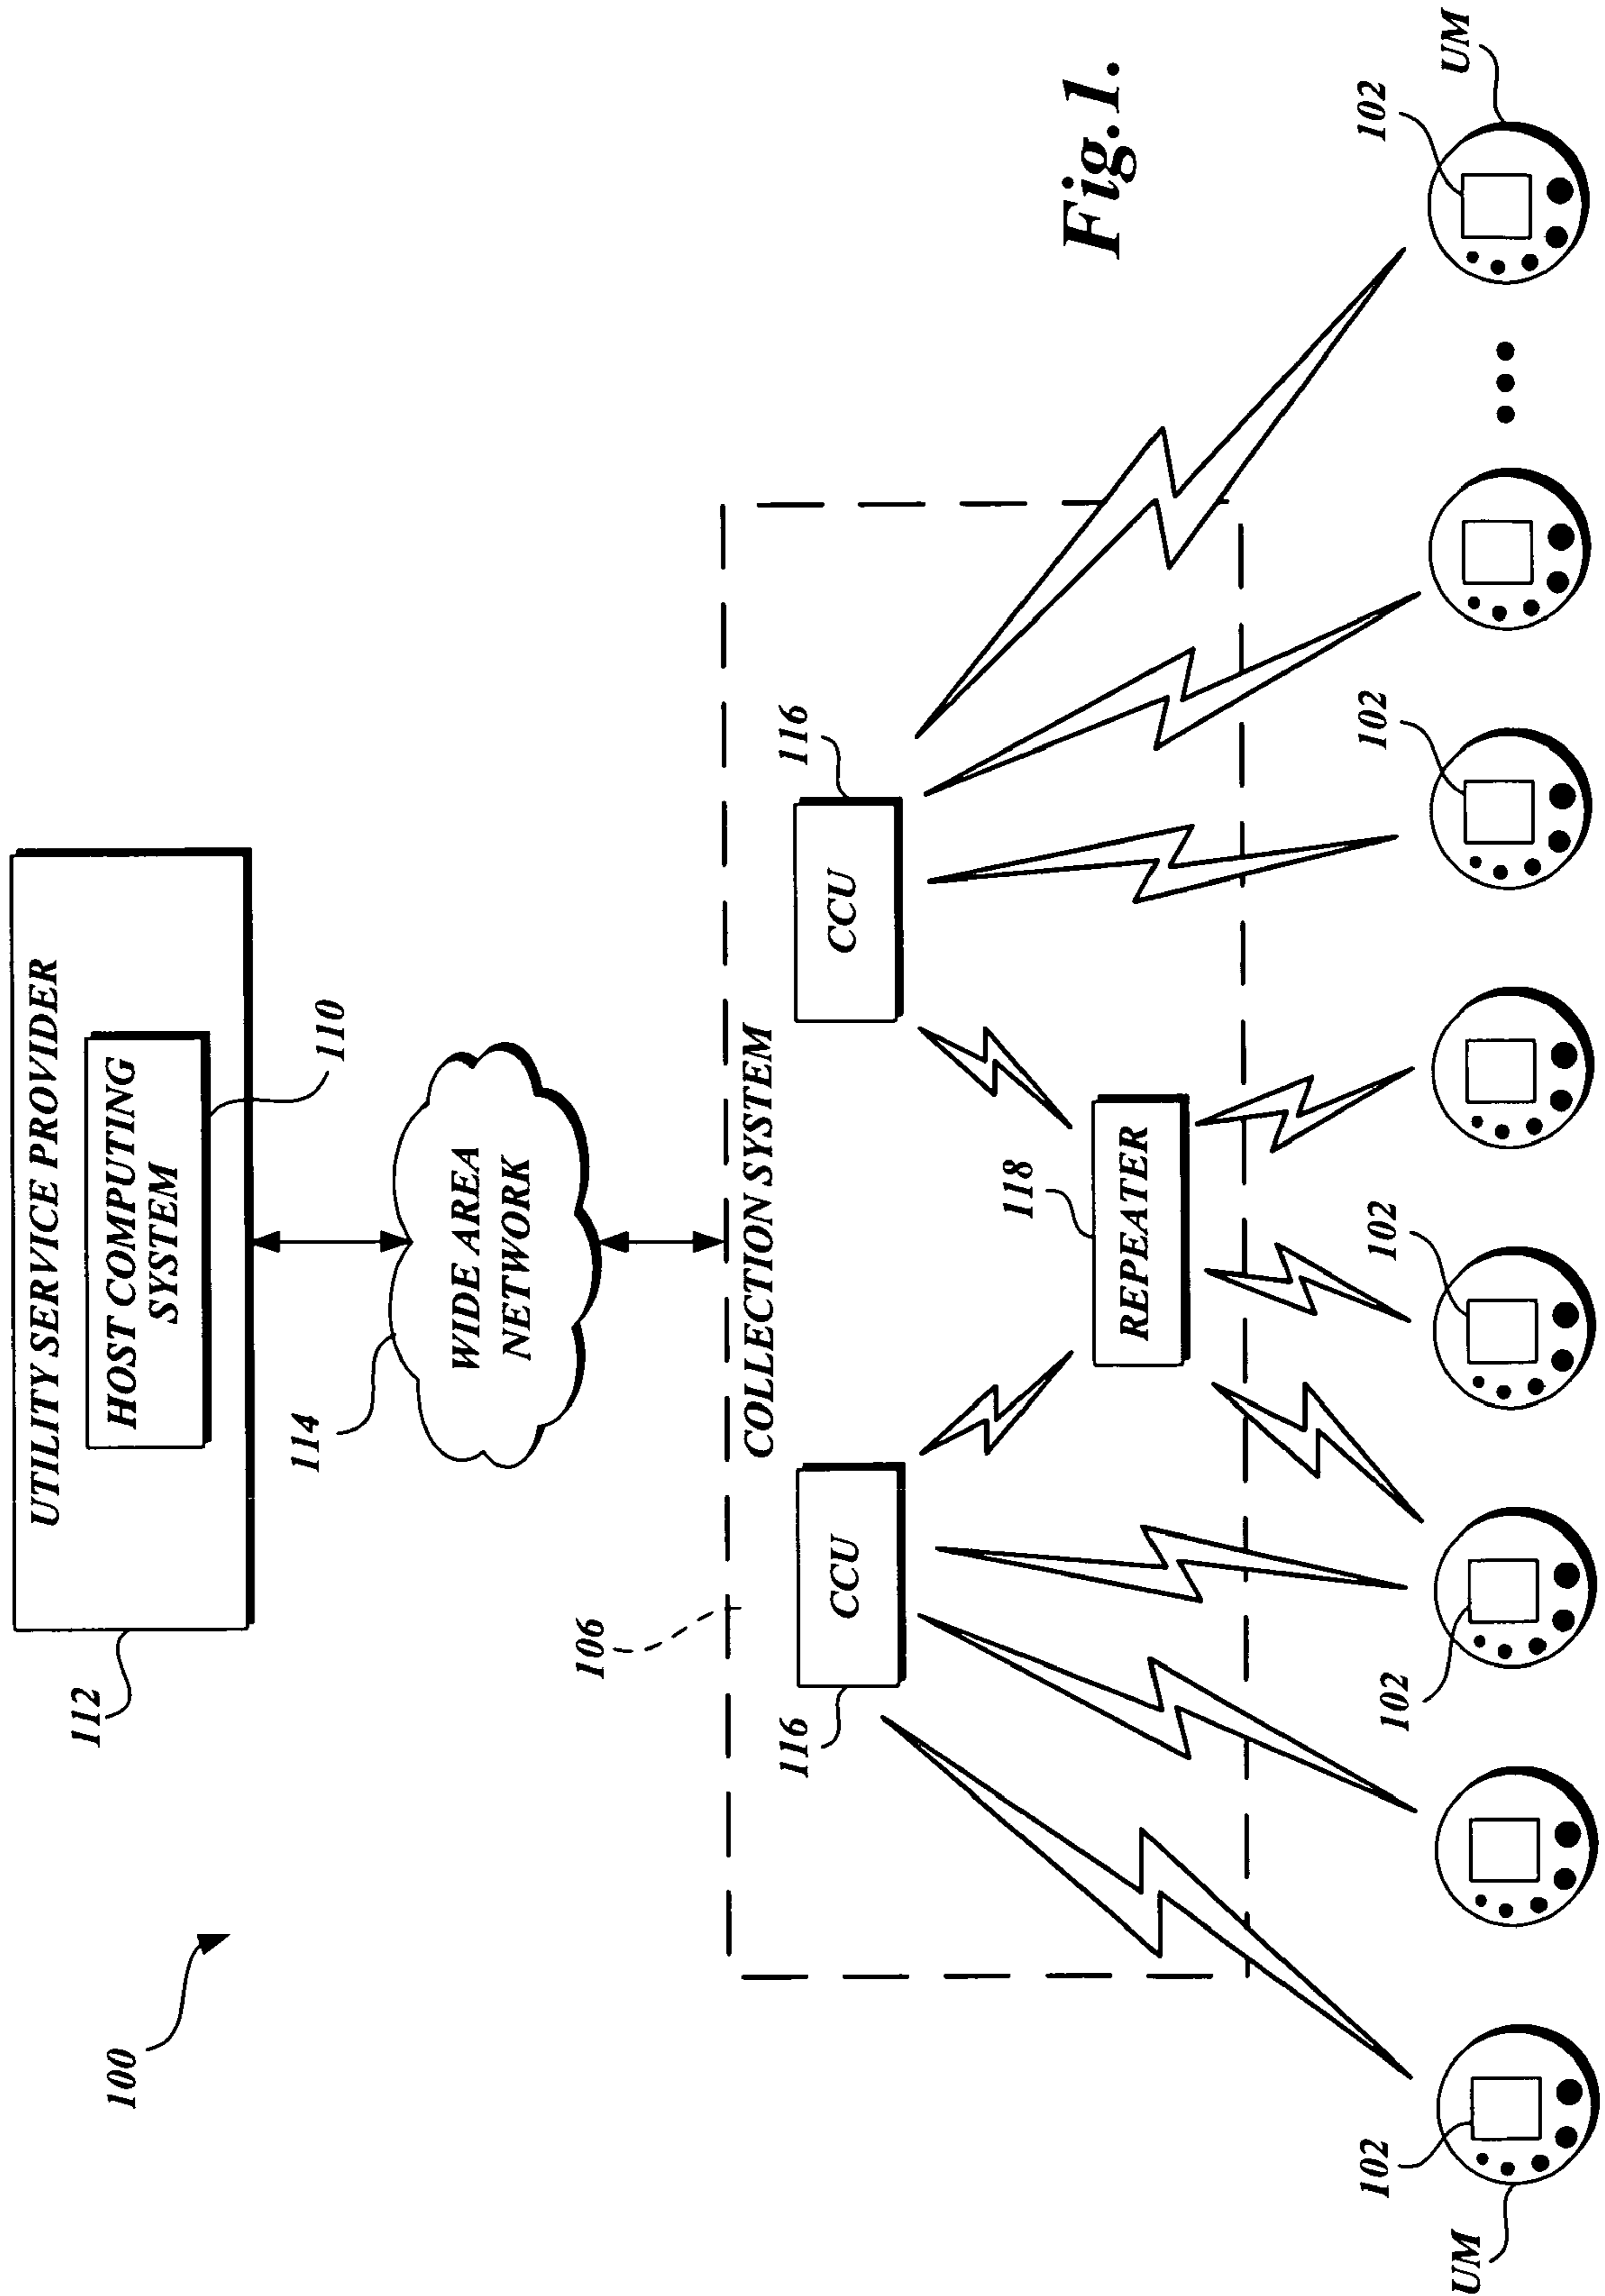 100
112
UTILITY SERVICE PROVIDER
HOST COMPUTING
SYSTEM
110
114
WIDE AREA
NETWORK
106
COLLECTION SYSTEM
116
CCU
CCU
116
118
REPEATER
Fig.1.
102
102
102
102
102
UM
UM